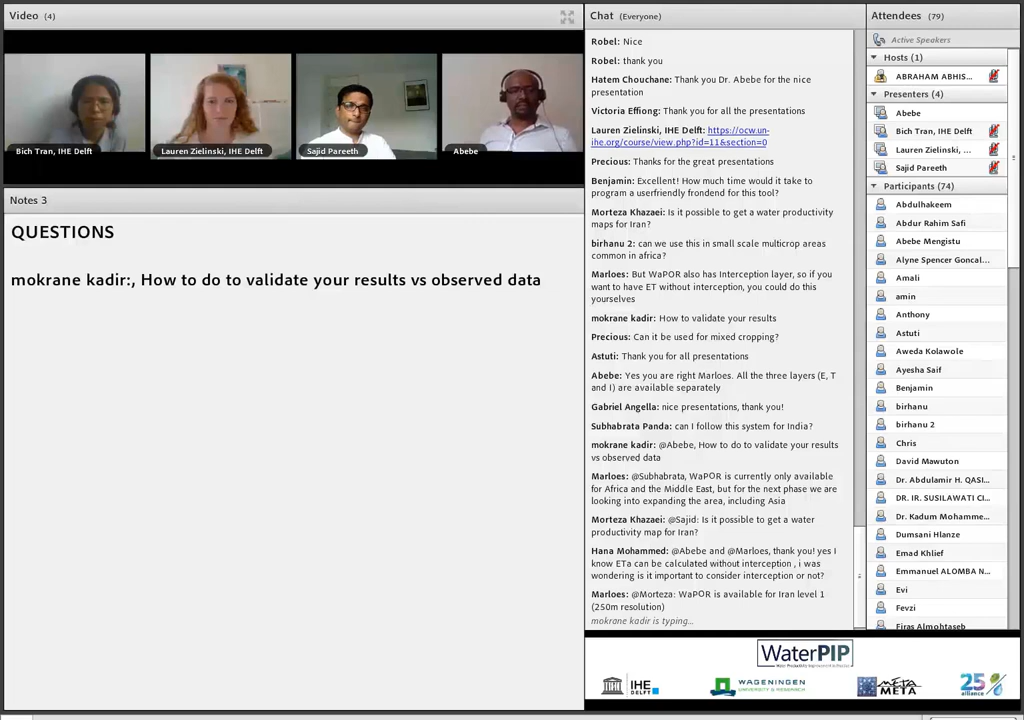 Video (4)
Bich Tran, IHE Delft
Lauren Zielinski, IHE Delft
Sajid Pareeth
Abebe
Notes 3
QUESTIONS
mokrane kadir:, How to do to validate your results vs observed data
Chat (Everyone)
Robel: Nice
Robel: thank you
Hatem Chouchane: Thank you Dr. Abebe for the nice
presentation
Victoria Effiong: Thank you for all the presentations
Lauren Zielinski, IHE Delft: https://ocw.un-
ihe.org/course/view.php?id=11&section=0
Precious: Thanks for the great presentations
Benjamin: Excellent! How much time would it take to
program a userfriendly frondend for this tool?
Morteza Khazaei: Is it possible to get a water productivity
maps for Iran?
birhanu 2: can we use this in small scale multicrop areas
common in africa?
Marloes: But WaPOR also has Interception layer, so if you
want to have ET without interception, you could do this
yourselves
mokrane kadir: How to validate your results
Precious: Can it be used for mixed cropping?
Astuti: Thank you for all presentations
Abebe: Yes you are right Marloes. All the three layers (E, T
and I) are available separately
Gabriel Angella: nice presentations, thank you!
Subhabrata Panda: can I follow this system for India?
mokrane kadir: @Abebe, How to do to validate your results
vs observed data
Marloes: @Subhabrata, WaPOR is currently only available
for Africa and the Middle East, but for the next phase we are
looking into expanding the area, including Asia
Morteza Khazaei: @Sajid: Is it possible to get a water
productivity map for Iran?
Hana Mohammed: @Abebe and @Marloes, thank you! yes I
know ETa can be calculated without interception , i was
wondering is it important to consider interception or not?
Marloes: @Morteza: WaPOR is available for Iran level 1
(250m resolution)
mokrane kadir is typing...
Attendees (79)
Active Speakers
Hosts (1)
ABRAHAM ABHIS...
Presenters (4)
Abebe
Bich Tran, IHE Delft
Lauren Zielinski, ...
Sajid Pareeth
Participants (74)
Abdulhakeem
Abdur Rahim Safi
Abebe Mengistu
Alyne Spencer Goncal...
Amali
amin
Anthony
Astuti
Aweda Kolawole
Ayesha Saif
Benjamin
birhanu
birhanu 2
Chris
David Mawuton
Dr. Abdulamir H. QASI...
DR. IR. SUSILAWATI CI...
Dr. Kadum Mohamme...
Dumsani Hlanze
Emad Khlief
Emmanuel ALOMBA N...
Evi
Fevzi
Firas Almohtaseb
WaterPIP
IHE
DELFT
WAGENINGEN
UNIVERSITY & RESEARCH
META
META
25
alliance